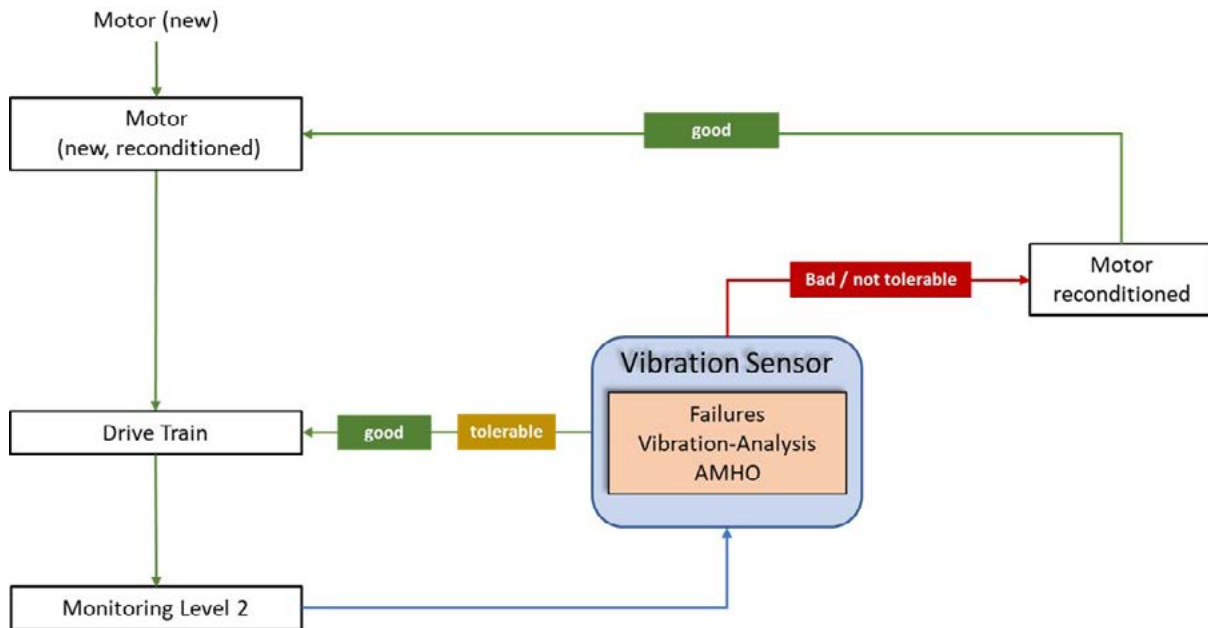 Motor (new)
Motor
(new, reconditioned)
good
Bad / not tolerable
Motor
reconditioned
Vibration Sensor
Failures
Vibration-Analysis
AMHO
Drive Train
good
tolerable
Monitoring Level 2